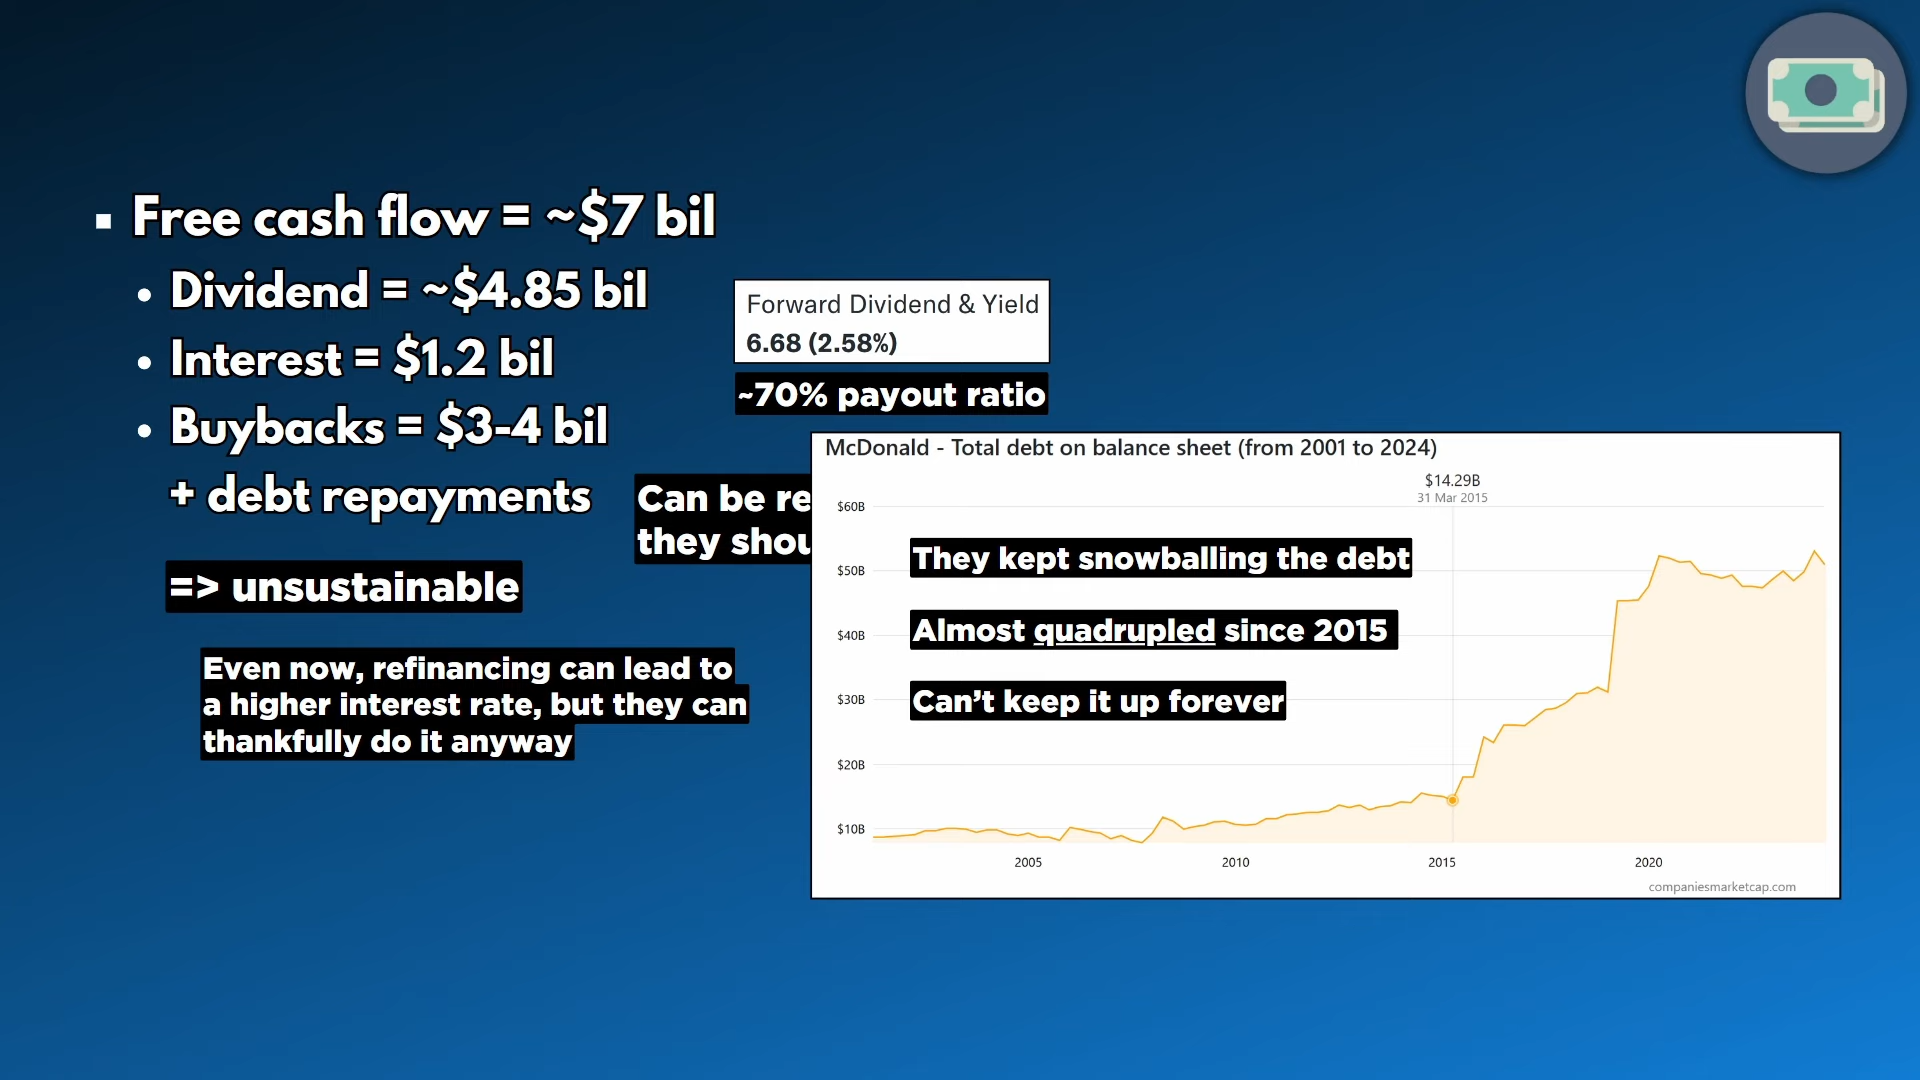 Free cash flow = ~$7 bil
Dividend = ~$4.85 bil
Interest = $1.2 bil
Buybacks = $3-4 bil
+ debt repayments
=> unsustainable
Even now, refinancing can lead to
a higher interest rate, but they can
thankfully do it anyway
Forward Dividend & Yield
6.68 (2.58%)
~70% payout ratio
Can be
they
McDonald - Total debt on balance sheet (from 2001 to 2024)
$14.29B
31 Mar 2015
$60B
$50B
$40B
$30B
$20B
$10B
They kept snowballing the debt
Almost quadrupled since 2015
Can't keep it up forever
2005
2010
2015
2020
companiesmarketcap.com